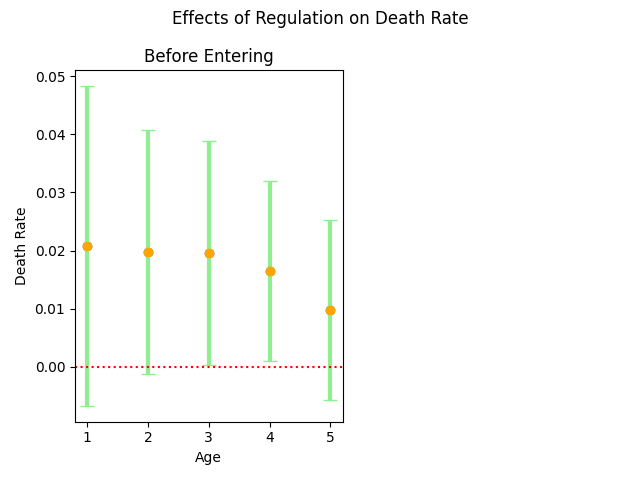 Effects of Regulation on Death Rate
Before Entering
0.05
0.04
0.03
0.02
0.01
0.00
Death Rate
1 2 3 4 5
Age